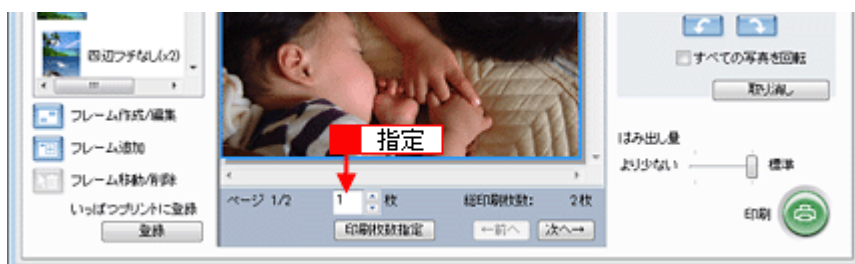 四辺フチなし(x2)
フレーム作成/編集
フレーム追加
フレーム移動/削除
いっぱつプリントに登録
登録
指定
ページ 1/2
1
枚
総印刷枚数:
2枚
印刷枚数指定
←前へ
次へ→
すべての写真を回転
取り消し
はみ出し量
より少ない
標準
印刷